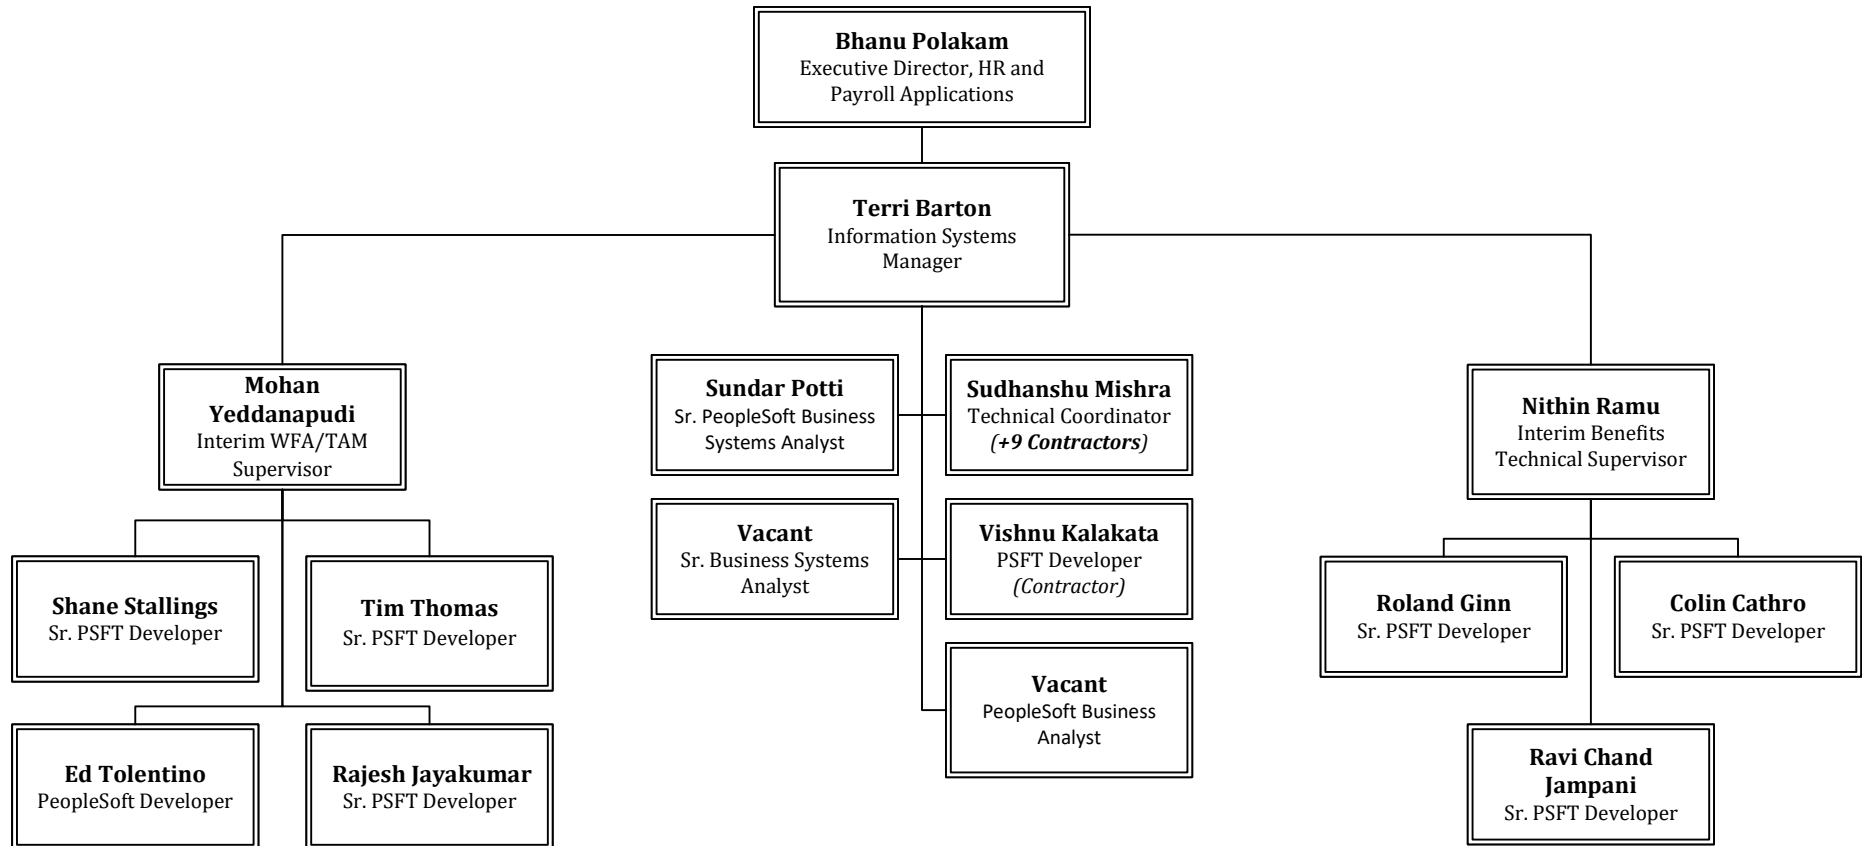 Bhanu Polakam
Executive Director, HR and
Payroll Applications
Terri Barton
Information Systems
Manager
Mohan
Yeddanapudi
Interim WFA/TAM
Supervisor
Sundar Potti
Sr. PeopleSoft Business
Systems Analyst
Sudhanshu Mishra
Technical Coordinator
(+9 Contractors)
Nithin Ramu
Interim Benefits
Technical Supervisor
Vacant
Sr. Business Systems
Analyst
Vishnu Kalakata
PSFT Developer
(Contractor)
Shane Stallings
Sr. PSFT Developer
Tim Thomas
Sr. PSFT Developer
Roland Ginn
Sr. PSFT Developer
Colin Cathro
Sr. PSFT Developer
Vacant
PeopleSoft Business
Analyst
Ed Tolentino
PeopleSoft Developer
Rajesh Jayakumar
Sr. PSFT Developer
Ravi Chand
Jampani
Sr. PSFT Developer